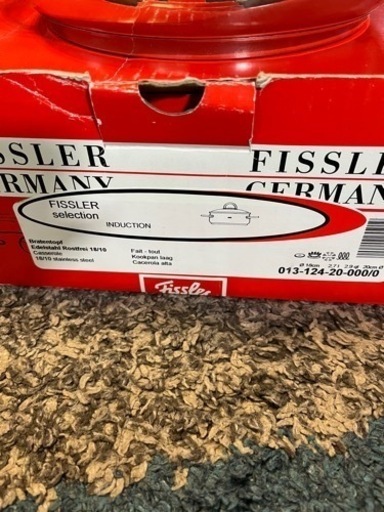 FISSLER
GERMANY
FISSLER
GERMANY
FISSLER
selection
INDUCTION
Bratentopf
Edelstahl Rostfrei 18/10
Casserole
18/10 stainless steel
Fait - tout
Kookpan laag
Cacerola alta
013-124-20-000/0
Fissler